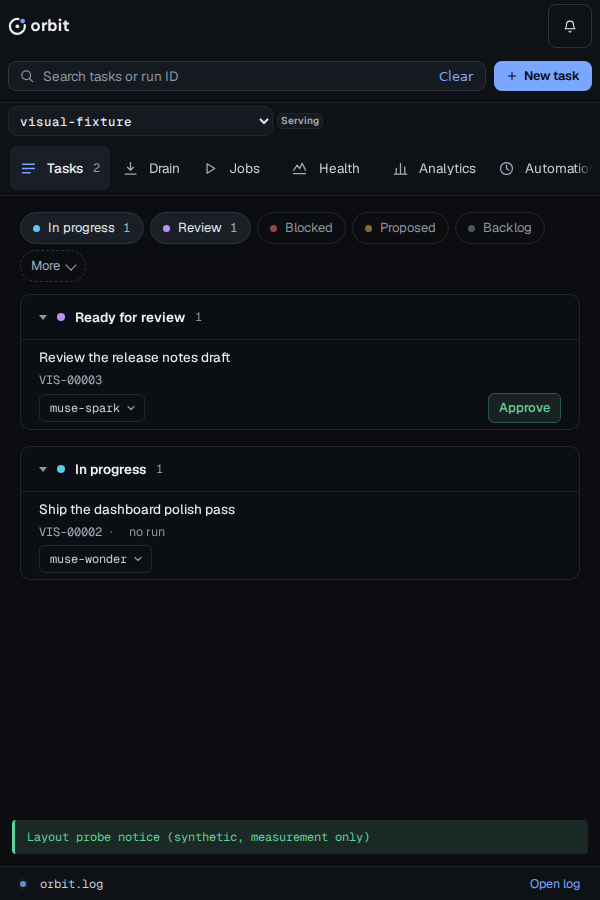 orbit
Search tasks or run ID Clear + New task
visual-fixture Serving
Tasks 2 Drain Jobs Health Analytics Automatio
In progress 1 Review 1 Blocked Proposed Backlog
More
Ready for review 1
Review the release notes draft
VIS-00003
muse-spark Approve
In progress 1
Ship the dashboard polish pass
VIS-00002 · no run
muse-wonder
Layout probe notice (synthetic, measurement only)
orbit.log Open log